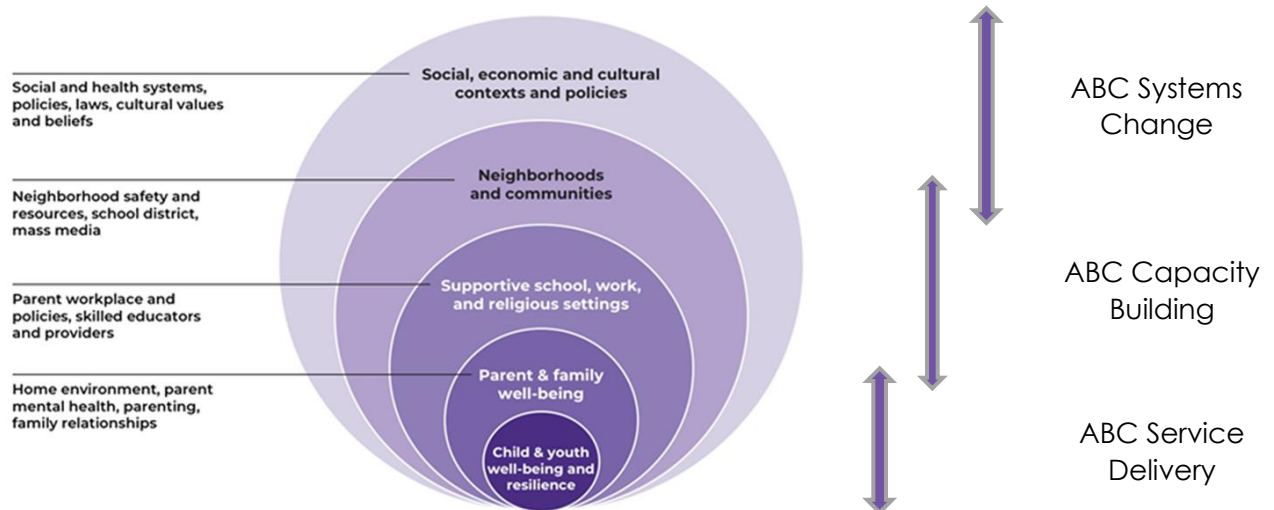 Social and health systems,
policies, laws, cultural values
and beliefs
Neighborhood safety and
resources, school district,
mass media
Parent workplace and
policies, skilled educators
and providers
Home environment, parent
mental health, parenting,
family relationships
Social, economic and cultural
contexts and policies
Neighborhoods
and communities
Supportive school, work,
and religious settings
Parent & family
well-being
Child & youth
well-being and
resilience
ABC Systems
Change
ABC Capacity
Building
ABC Service
Delivery